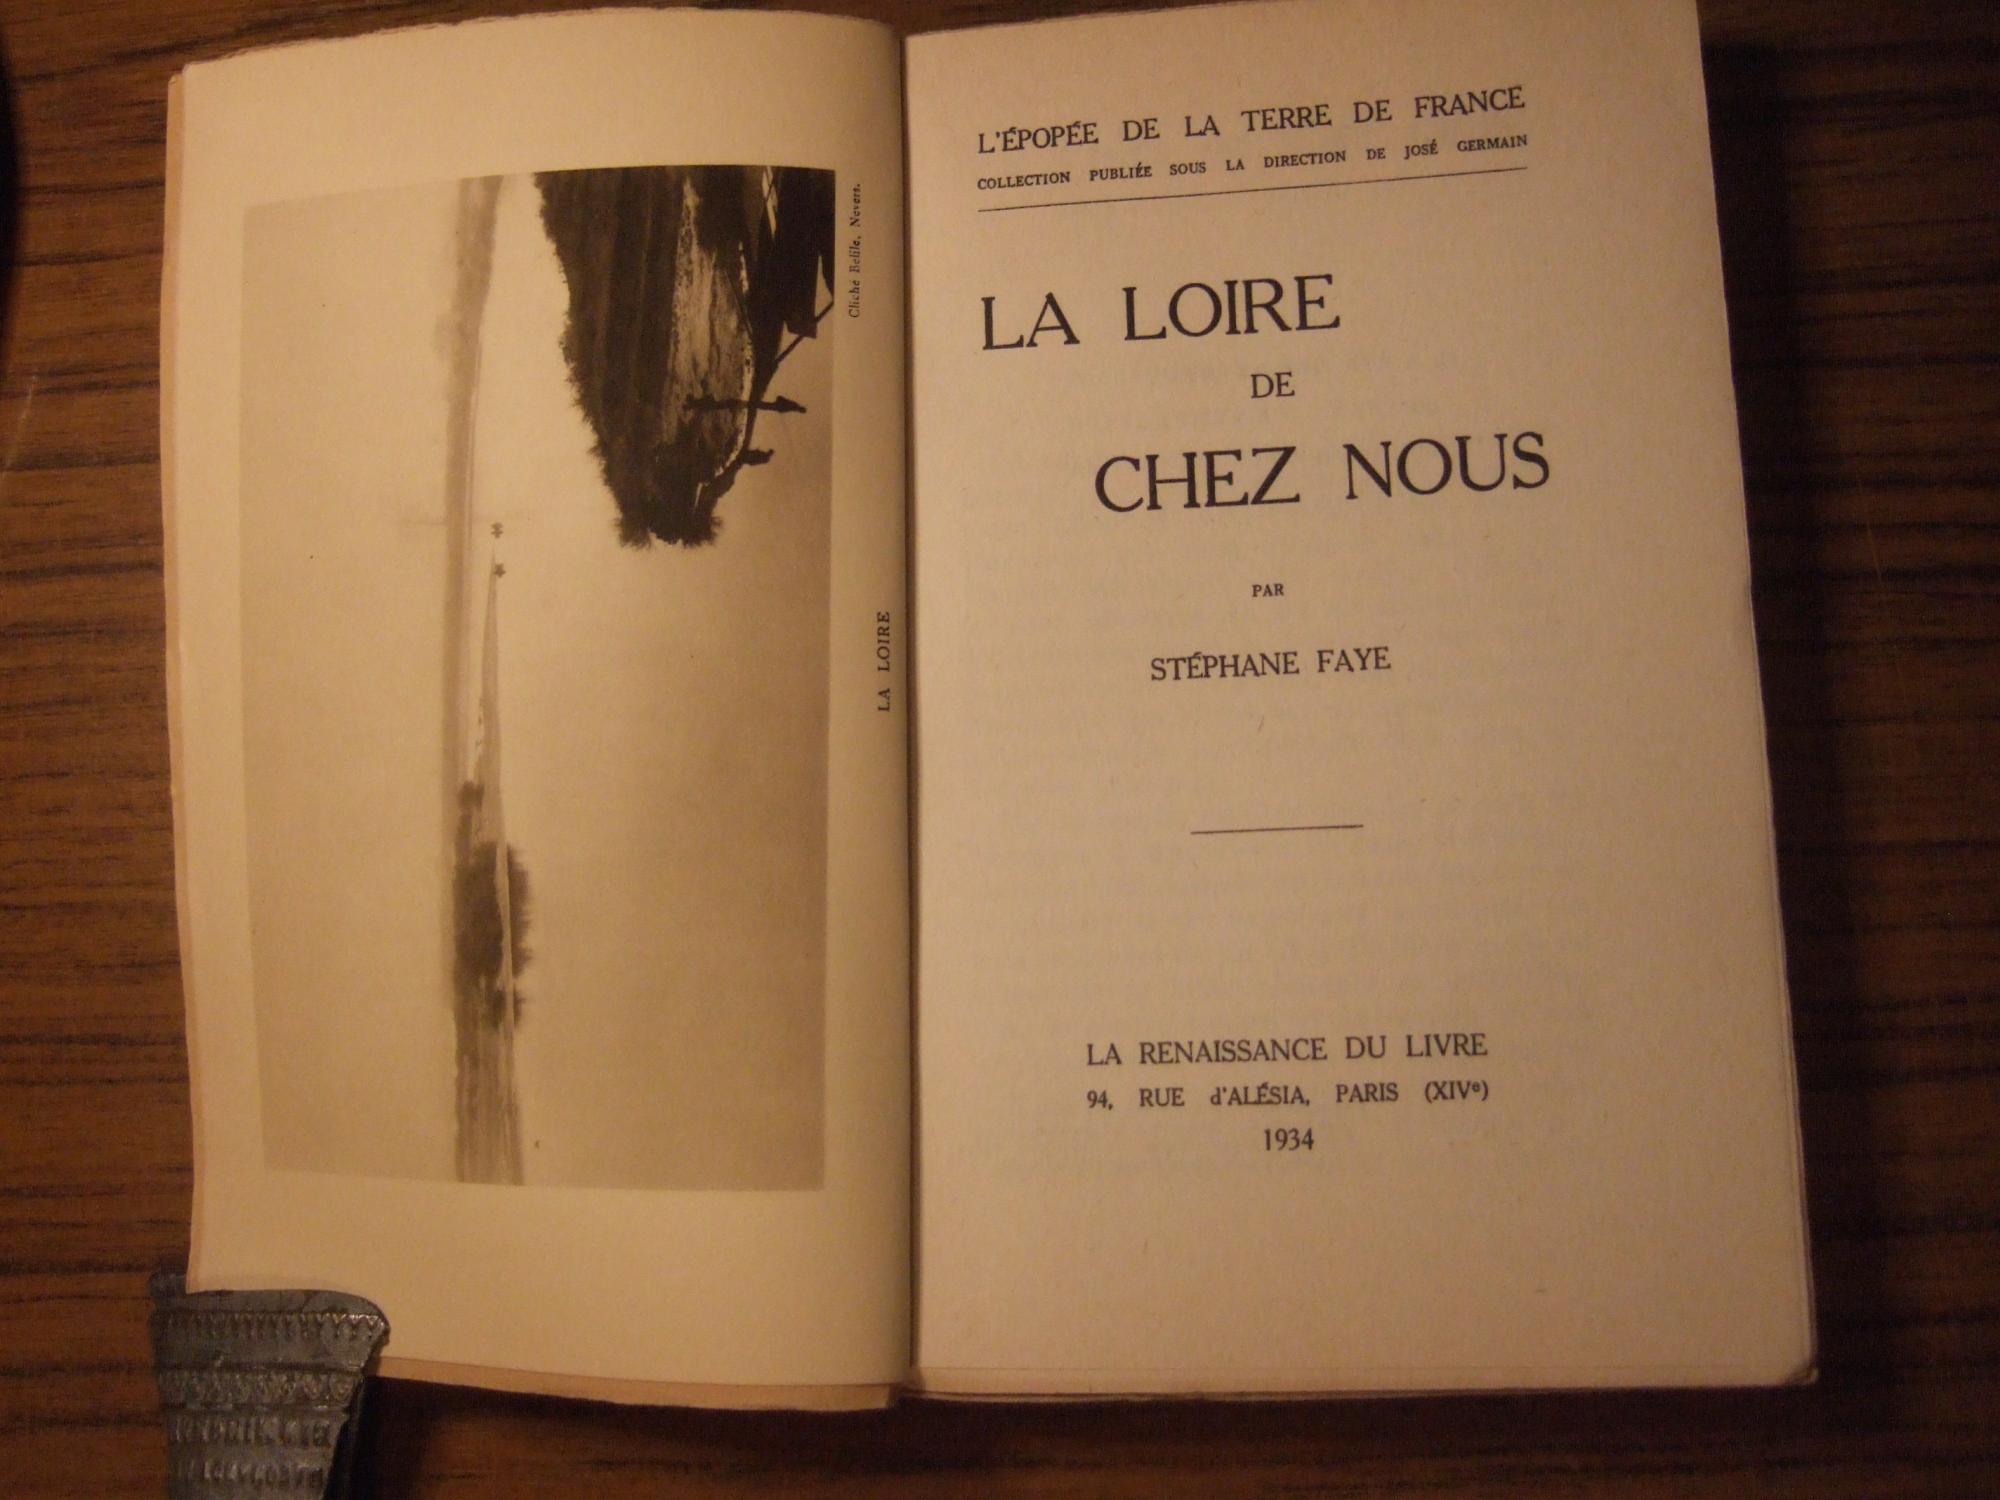 Cliché Belile, Nevers.
LA LOIRE
L'ÉPOPÉE DE LA TERRE DE FRANCE
COLLECTION PUBLIÉE SOUS LA DIRECTION DE JOSÉ GERMAIN
LA LOIRE
DE
CHEZ NOUS
PAR
STÉPHANE FAYE
LA RENAISSANCE DU LIVRE
94, RUE d'ALÉSIA, PARIS (XIVe)
1934